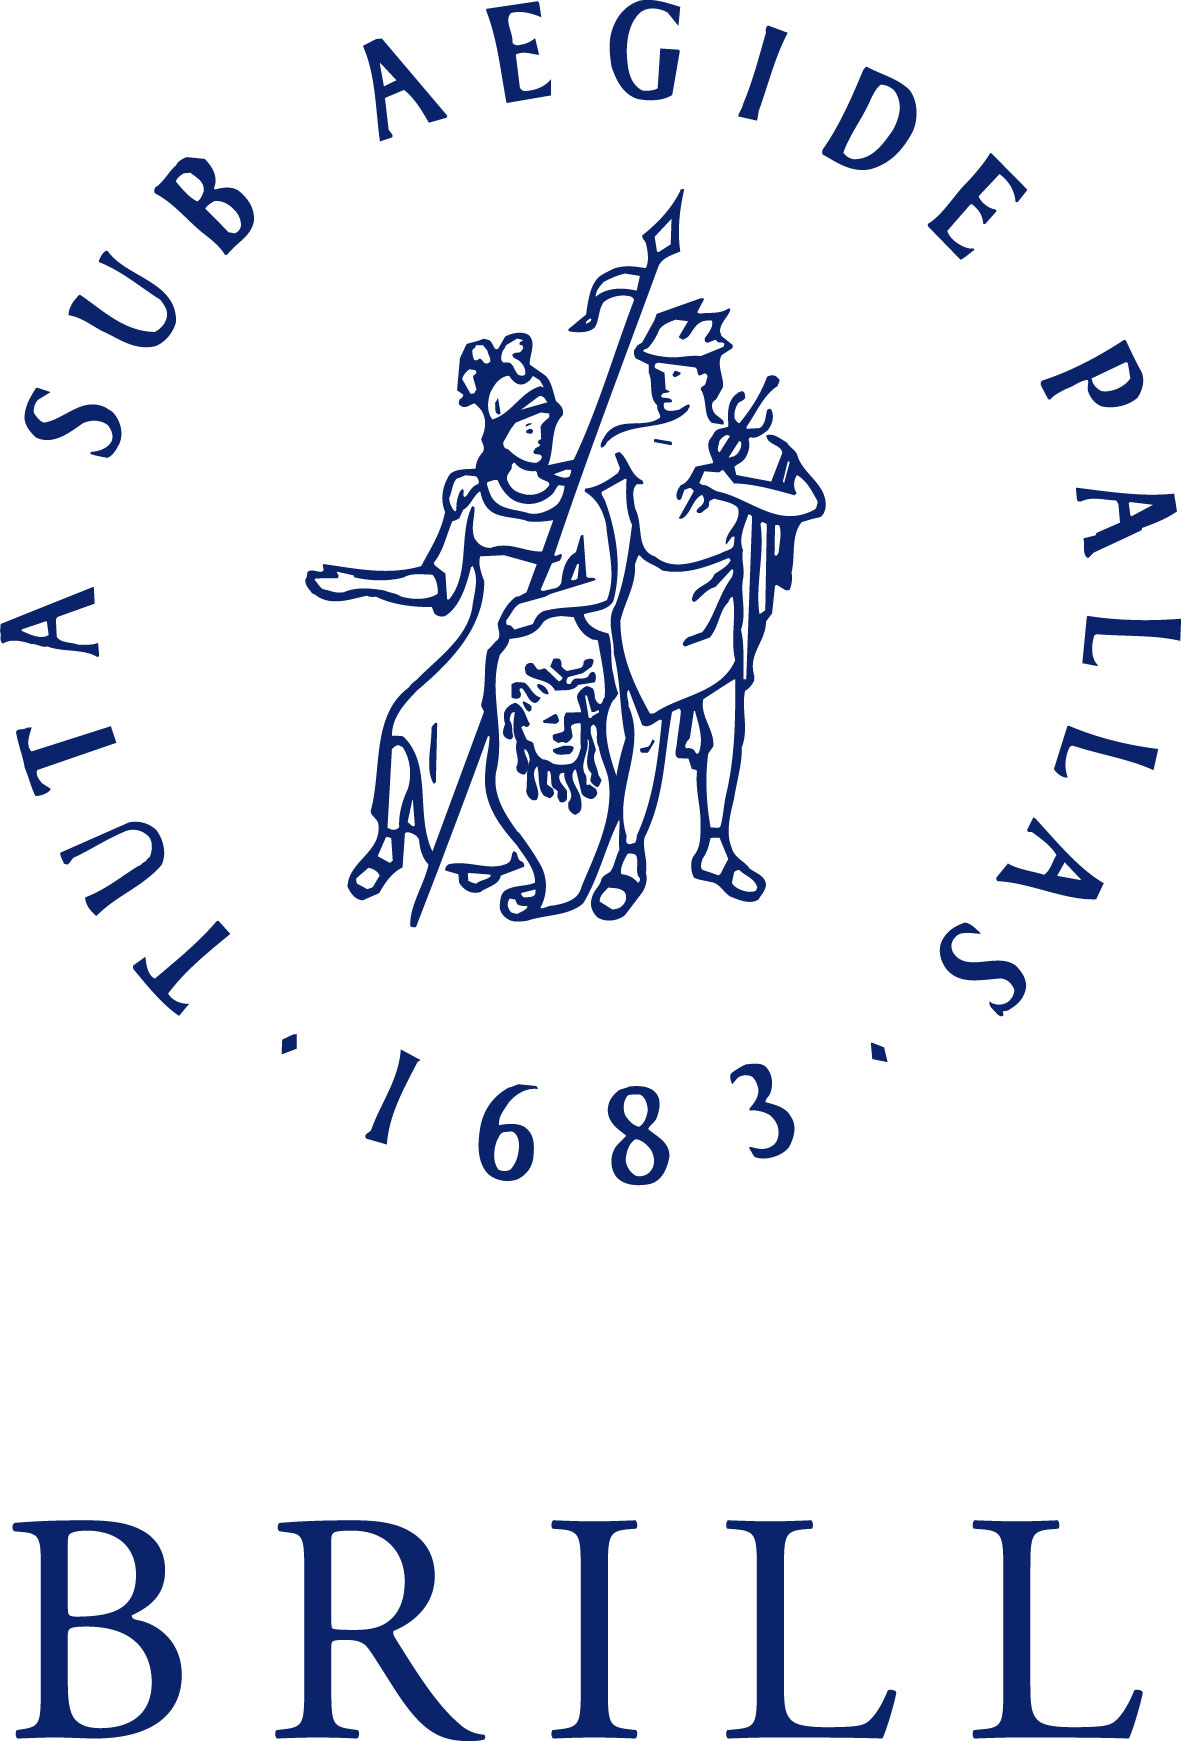 TUTA SUB AEGIDE PALLAS
· 1683 ·
BRILL